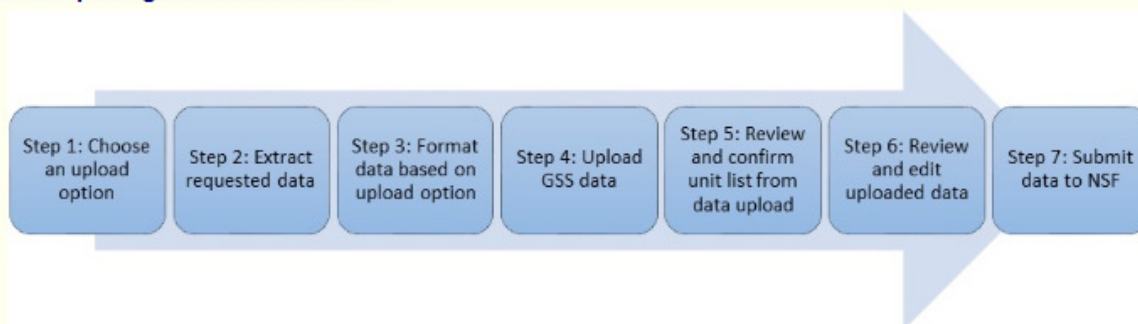 Step 1: Choose
an upload
option
Step 2: Extract
requested data
Step 3: Format
data based on
upload option
Step 4: Upload
GSS data
Step 5: Review
and confirm
unit list from
data upload
Step 6: Review
and edit
uploaded data
Step 7: Submit
data to NSF